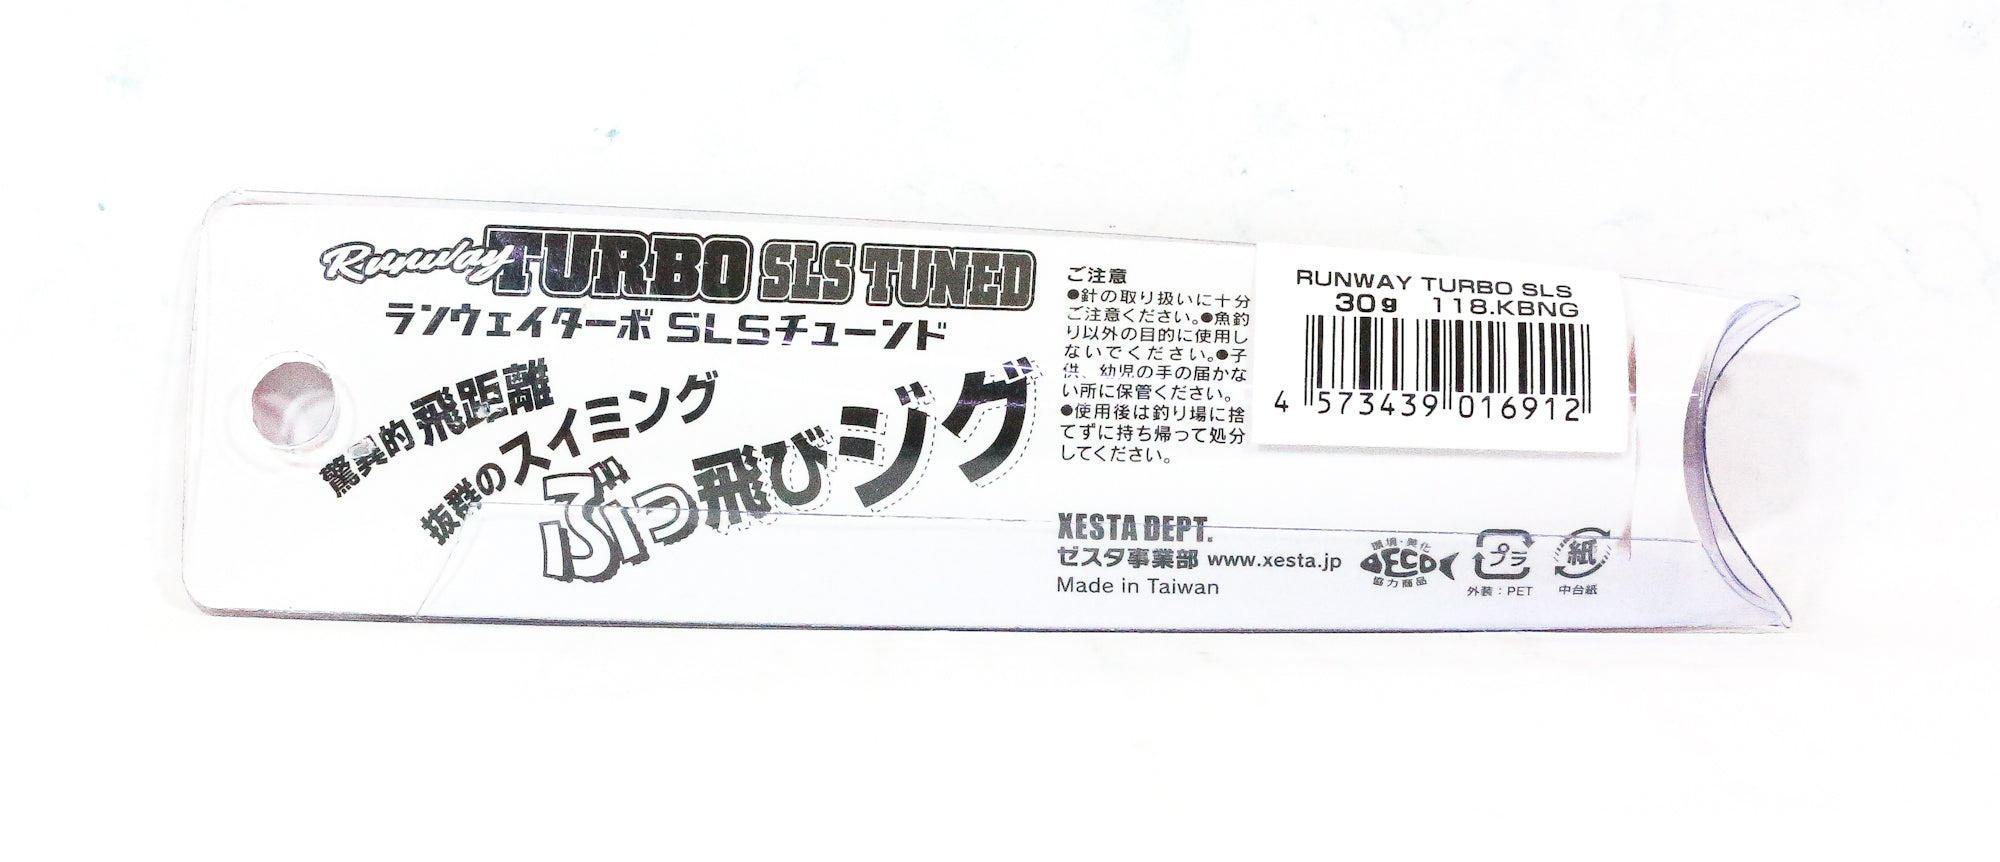 Runway TURBO SLS TUNED
ランウェイターボ SLSチューンド
驚異的飛距離
抜群のスイミング
ぶっ飛びジグ
ご注意
●針の取り扱いに十分
ご注意ください。●魚釣
り以外の目的に使用し
ないでください。●子
供、幼児の手の届かな
い所に保管ください。
●使用後は釣り場に捨
てずに持ち帰って処分
してください。
RUNWAY TURBO SLS
30g 118.KBNG
4 573439 016912
XESTA DEPT.
ゼスタ事業部 www.xesta.jp
Made in Taiwan
環境・美化
ECO
協力商品
プラ
外装：PET
紙
中台紙